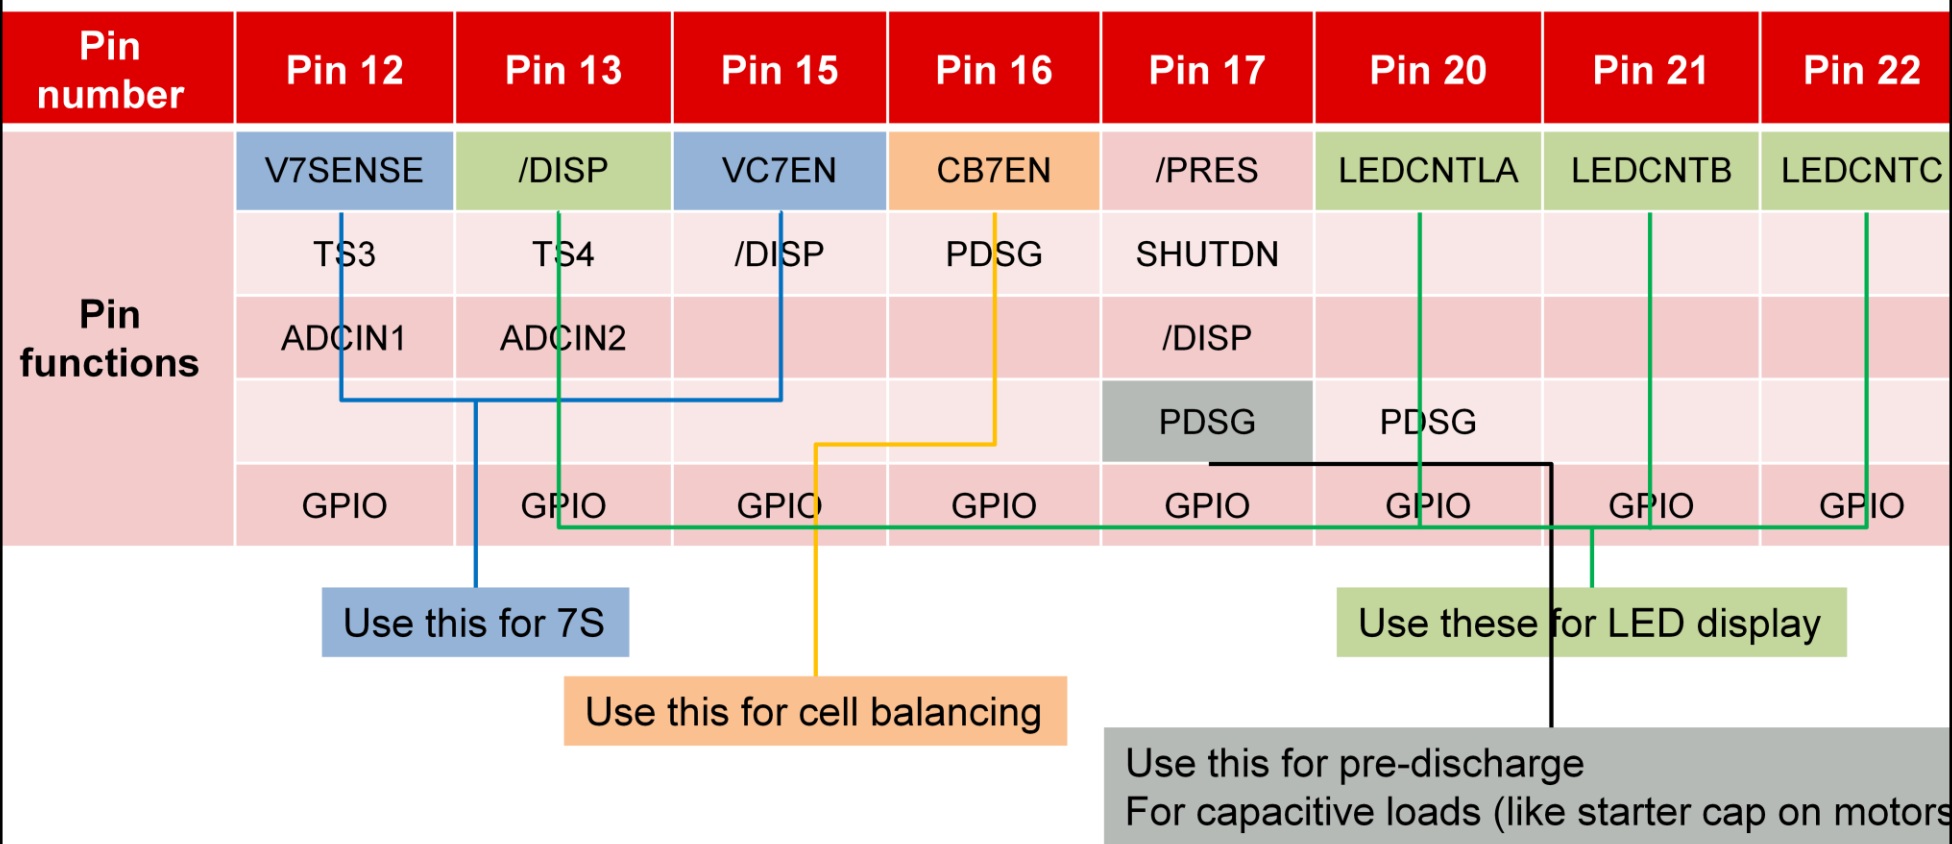 Pin number Pin 12 Pin 13 Pin 15 Pin 16 Pin 17 Pin 20 Pin 21 Pin 22
Pin functions
V7SENSE /DISP VC7EN CB7EN /PRES LEDCNTLA LEDCNTB LEDCNTC
TS3 TS4 /DISP PDSG SHUTDN
ADCIN1 ADCIN2 /DISP
PDSG PDSG
GPIO GPIO GPIO GPIO GPIO GPIO GPIO GPIO
Use this for 7S
Use these for LED display
Use this for cell balancing
Use this for pre-discharge
For capacitive loads (like starter cap on motors